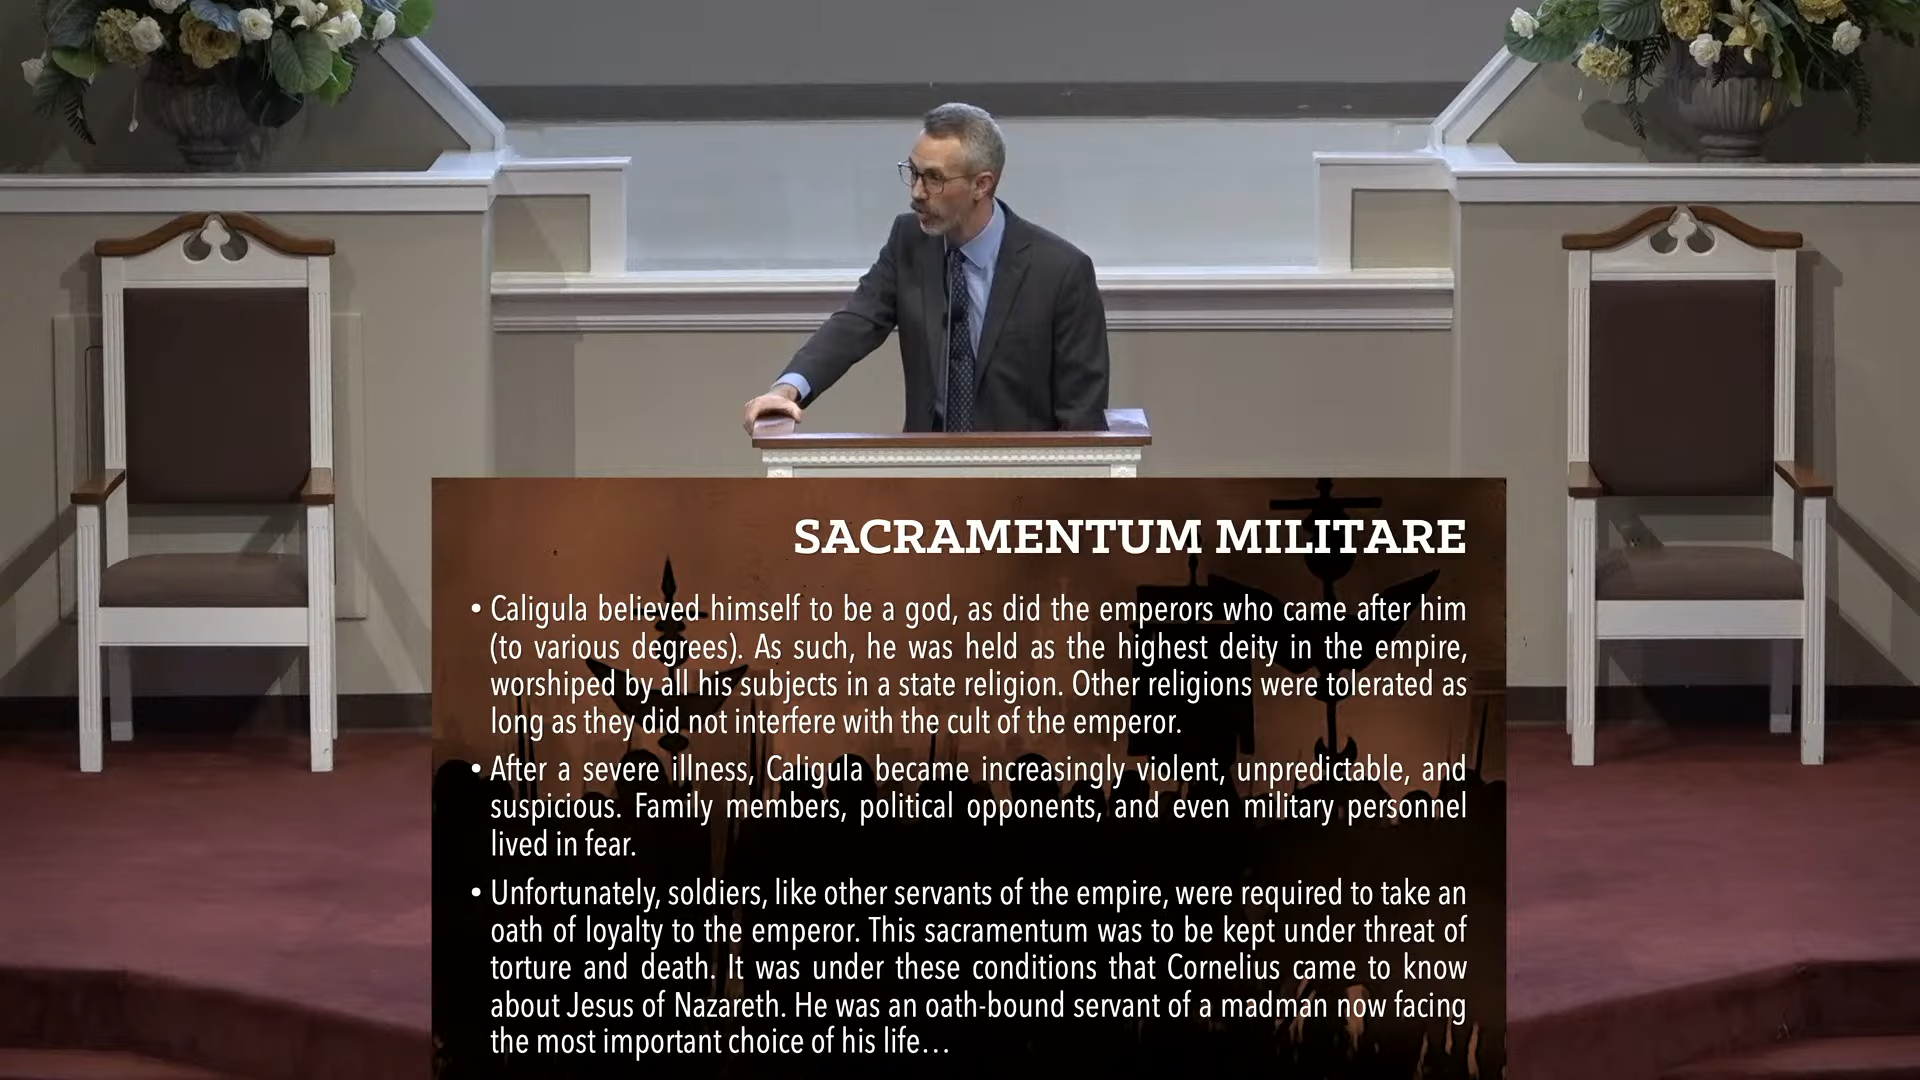 SACRAMENTUM MILITARE
• Caligula believed himself to be a god, as did the emperors who came after him
(to various degrees). As such, he was held as the highest deity in the empire,
worshiped by all his subjects in a state religion. Other religions were tolerated as
long as they did not interfere with the cult of the emperor.
• After a severe illness, Caligula became increasingly violent, unpredictable, and
suspicious. Family members, political opponents, and even military personnel
lived in fear.
• Unfortunately, soldiers, like other servants of the empire, were required to take an
oath of loyalty to the emperor. This sacramentum was to be kept under threat of
torture and death. It was under these conditions that Cornelius came to know
about Jesus of Nazareth. He was an oath-bound servant of a madman now facing
the most important choice of his life…